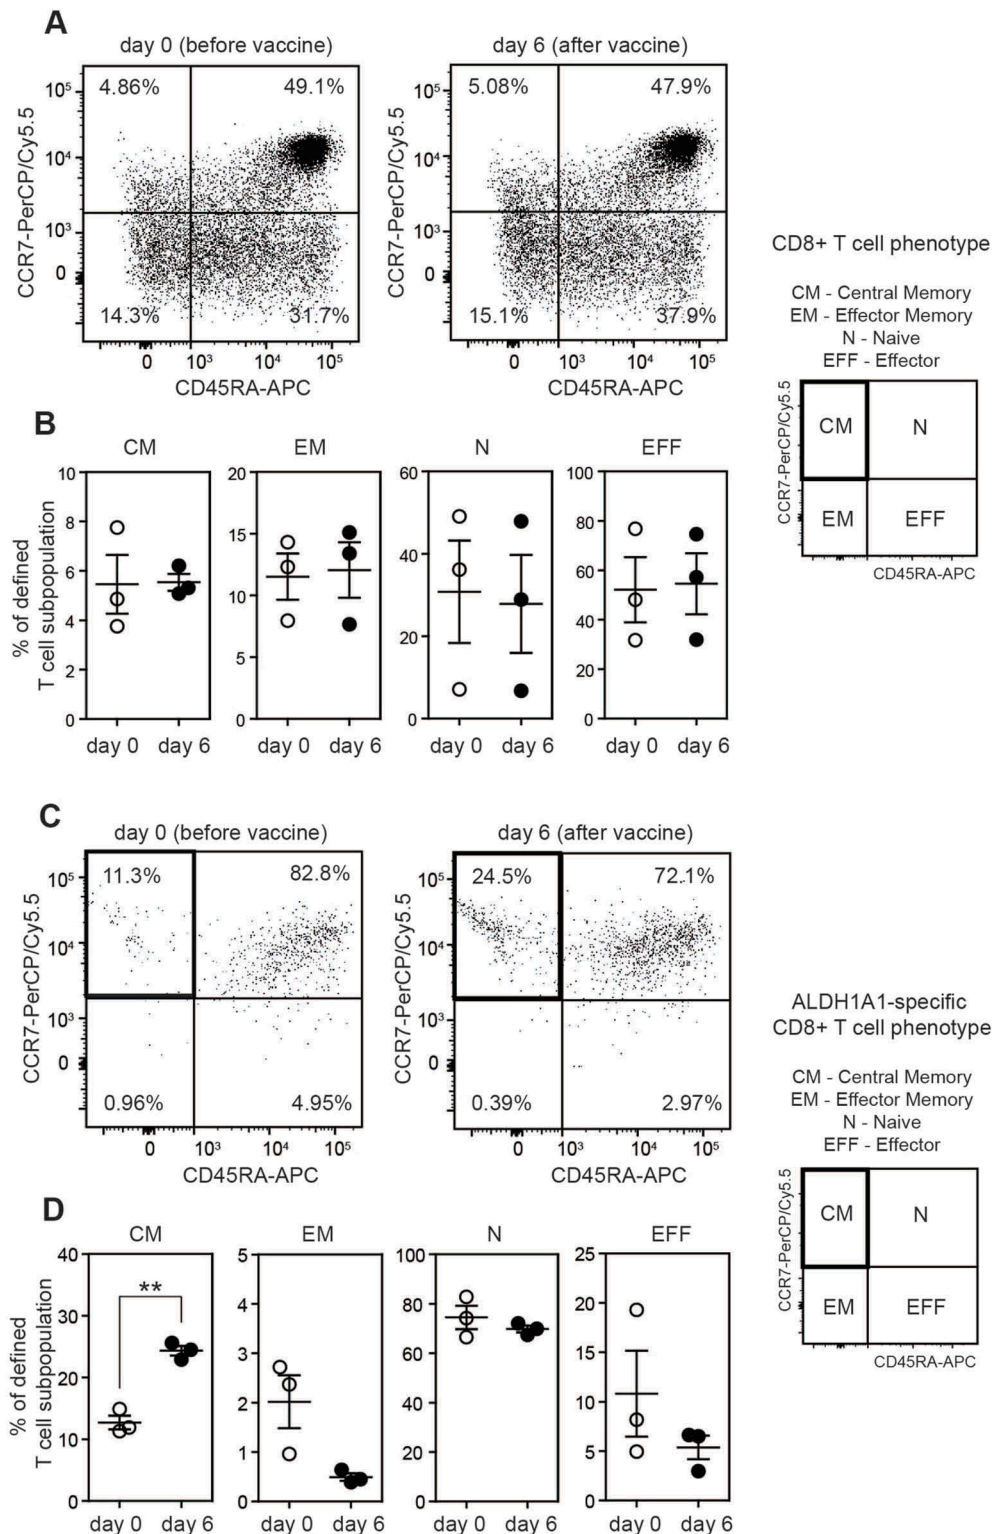 A
day 0 (before vaccine)
day 6 (after vaccine)
CCR7-PerCP/Cy5.5
10⁵
10⁴
10³
0
4.86%
49.1%
14.3%
31.7%
0
10³
10⁴
10⁵
CD45RA-APC
CCR7-PerCP/Cy5.5
10⁵
10⁴
10³
0
5.08%
47.9%
15.1%
37.9%
0
10³
10⁴
10⁵
CD45RA-APC
CD8+ T cell phenotype
CM - Central Memory
EM - Effector Memory
N - Naive
EFF - Effector
CCR7-PerCP/Cy5.5
CM
N
EM
EFF
CD45RA-APC
B
% of defined
T cell subpopulation
CM
10
8
6
4
2
0
day 0
day 6
EM
20
15
10
5
0
day 0
day 6
N
60
40
20
0
day 0
day 6
EFF
100
80
60
40
20
0
day 0
day 6
C
day 0 (before vaccine)
day 6 (after vaccine)
CCR7-PerCP/Cy5.5
10⁵
10⁴
10³
0
11.3%
82.8%
0.96%
4.95%
0
10³
10⁴
10⁵
CD45RA-APC
CCR7-PerCP/Cy5.5
10⁵
10⁴
10³
0
24.5%
72.1%
0.39%
2.97%
0
10³
10⁴
10⁵
CD45RA-APC
ALDH1A1-specific
CD8+ T cell phenotype
CM - Central Memory
EM - Effector Memory
N - Naive
EFF - Effector
CCR7-PerCP/Cy5.5
CM
N
EM
EFF
CD45RA-APC
D
% of defined
T cell subpopulation
CM
40
30
20
10
0
**
day 0
day 6
EM
5
4
3
2
1
0
day 0
day 6
N
100
80
60
40
20
0
day 0
day 6
EFF
25
20
15
10
5
0
day 0
day 6